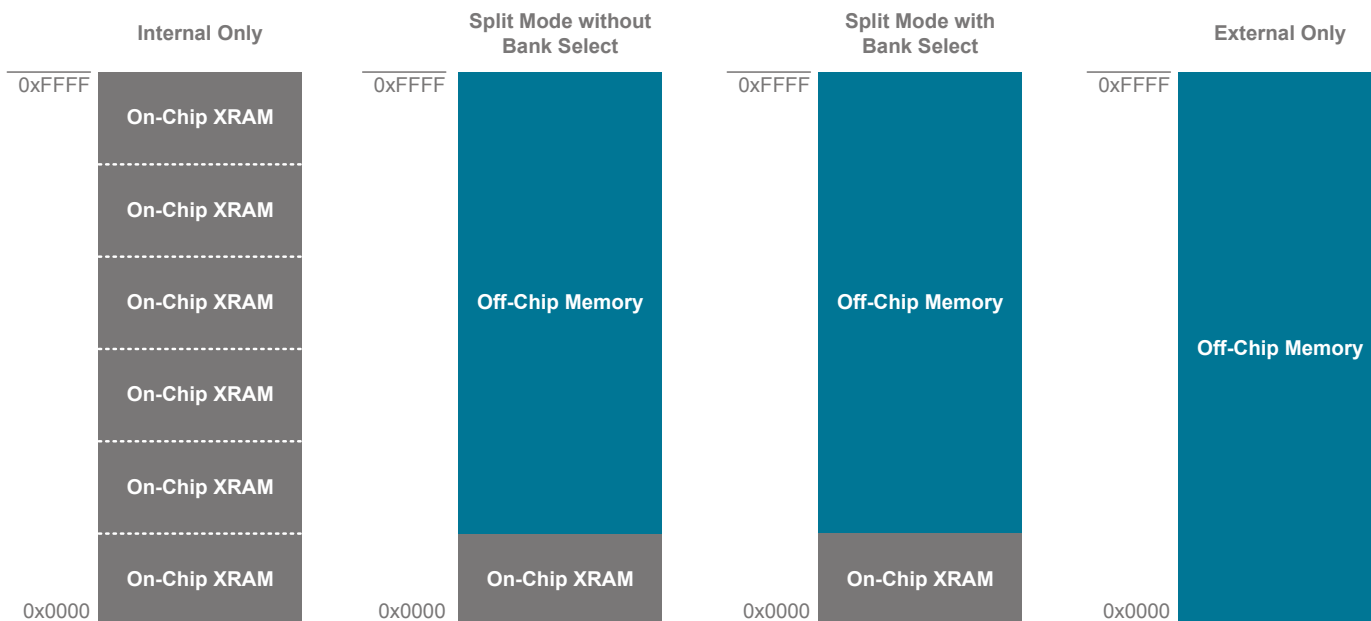 Internal Only
0xFFFF
On-Chip XRAM
On-Chip XRAM
On-Chip XRAM
On-Chip XRAM
On-Chip XRAM
On-Chip XRAM
0x0000
Split Mode without
Bank Select
0xFFFF
Off-Chip Memory
On-Chip XRAM
0x0000
Split Mode with
Bank Select
0xFFFF
Off-Chip Memory
On-Chip XRAM
0x0000
External Only
0xFFFF
Off-Chip Memory
0x0000